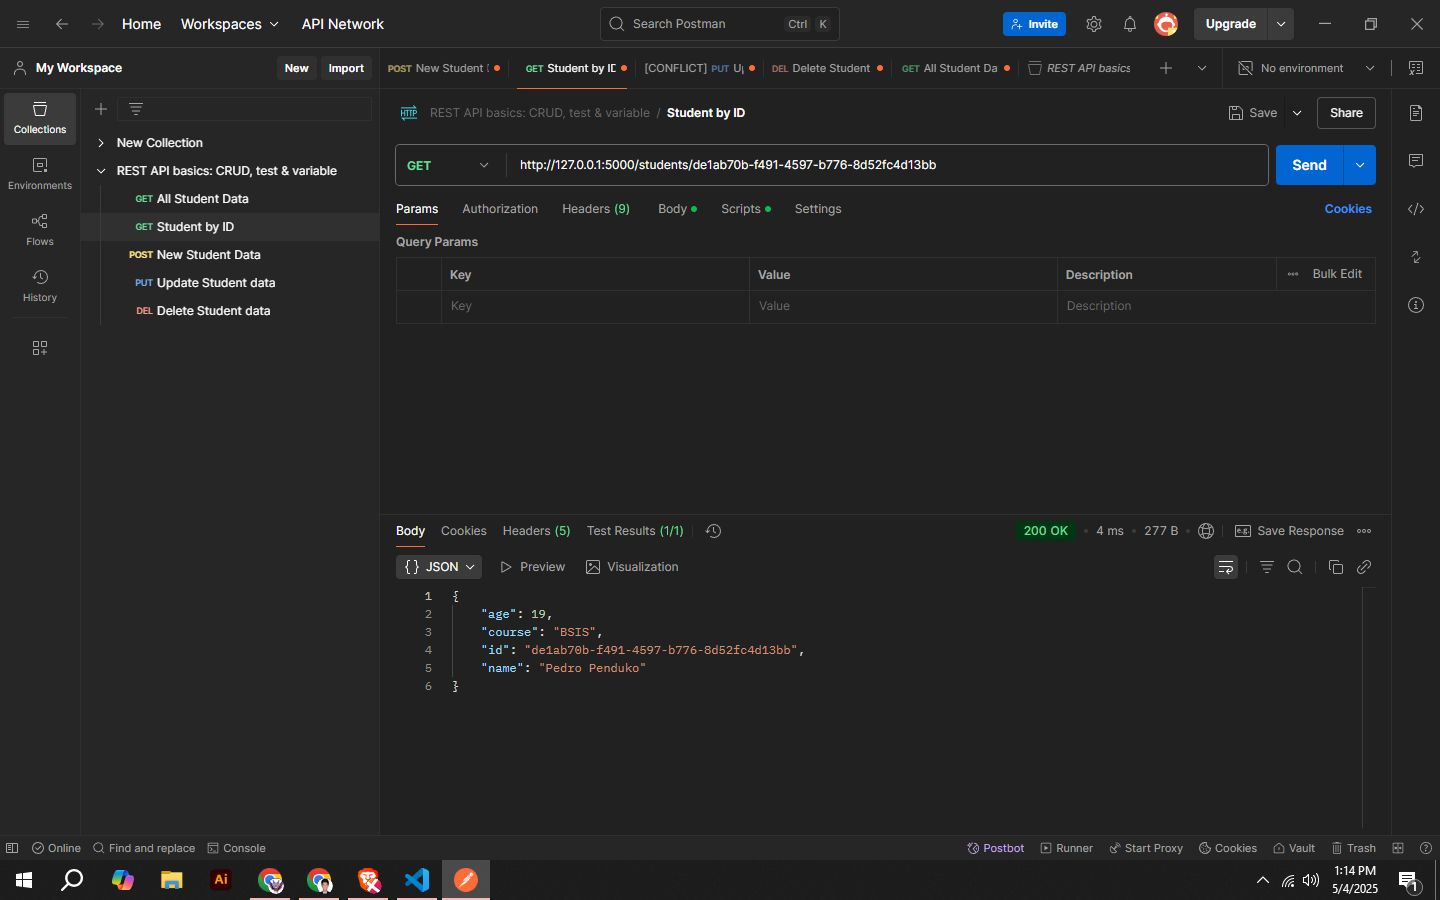 Home Workspaces API Network Search Postman Ctrl K Invite Upgrade
My Workspace New Import POST New Student GET Student by ID [CONFLICT] PUT DEL Delete Student GET All Student Da REST API basics No environment
Collections
Environments
Flows
History
New Collection
REST API basics: CRUD, test & variable
GET All Student Data
GET Student by ID
POST New Student Data
PUT Update Student data
DEL Delete Student data
HTTP REST API basics: CRUD, test & variable / Student by ID Save Share
GET http://127.0.0.1:5000/students/de1ab70b-f491-4597-b776-8d52fc4d13bb Send
Params Authorization Headers (9) Body Scripts Settings Cookies
Query Params
Key Value Description Bulk Edit
Key Value Description
Body Cookies Headers (5) Test Results (1/1) 200 OK 4 ms 277 B e.g. Save Response
{} JSON Preview Visualization
1 {
2 "age": 19,
3 "course": "BSIS",
4 "id": "de1ab70b-f491-4597-b776-8d52fc4d13bb",
5 "name": "Pedro Penduko"
6 }
Online Find and replace Console Postbot Runner Start Proxy Cookies Vault Trash
Ai 1:14 PM
5/4/2025 1